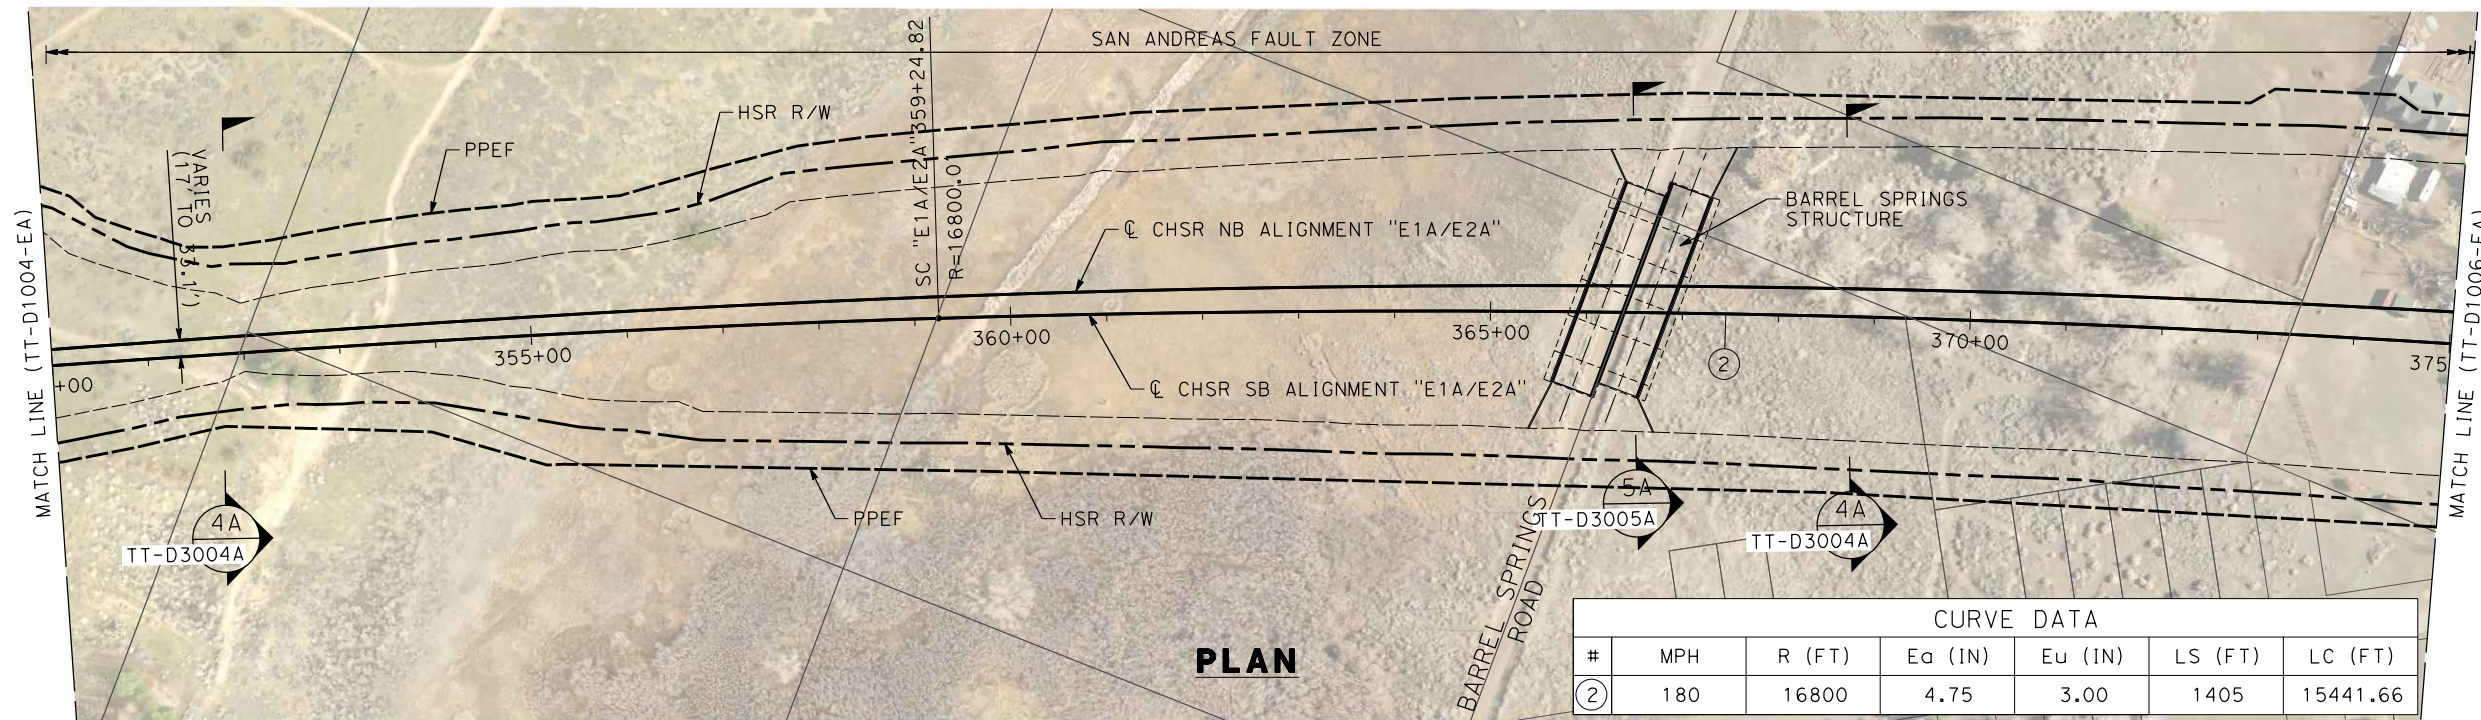 SAN ANDREAS FAULT ZONE
MATCH LINE (TT-D1004-EA)
VARIES
(17' TO 33.1')
PPEF
HSR R/W
SC "E1A/E2A"359+24.82
R=16800.0
℄ CHSR NB ALIGNMENT "E1A/E2A"
BARREL SPRINGS
STRUCTURE
MATCH LINE (TT-D1006-EA)
+00
355+00
360+00
365+00
370+00
375
2
℄ CHSR SB ALIGNMENT "E1A/E2A"
PPEF
HSR R/W
4A
TT-D3004A
5A
TT-D3005A
4A
TT-D3004A
BARREL SPRINGS
ROAD
PLAN
CURVE DATA
# MPH R (FT) Ea (IN) Eu (IN) LS (FT) LC (FT)
2 180 16800 4.75 3.00 1405 15441.66